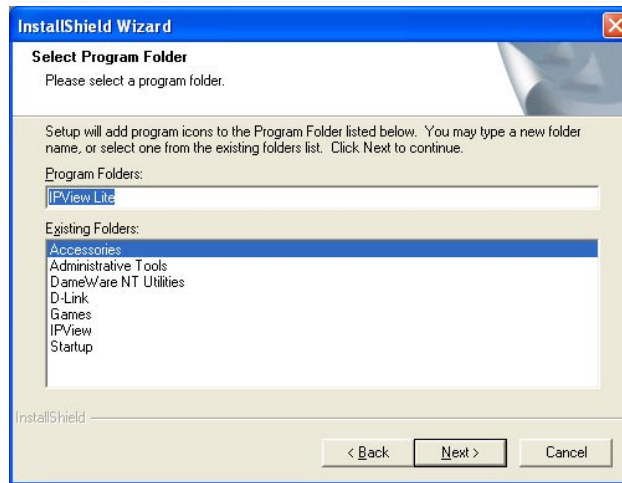 InstallShield Wizard
Select Program Folder
Please select a program folder.
Setup will add program icons to the Program Folder listed below. You may type a new folder
name, or select one from the existing folders list. Click Next to continue.
Program Folders:
IPView Lite
Existing Folders:
Accessories
Administrative Tools
DameWare NT Utilities
D-Link
Games
IPView
Startup
InstallShield
< Back Next > Cancel